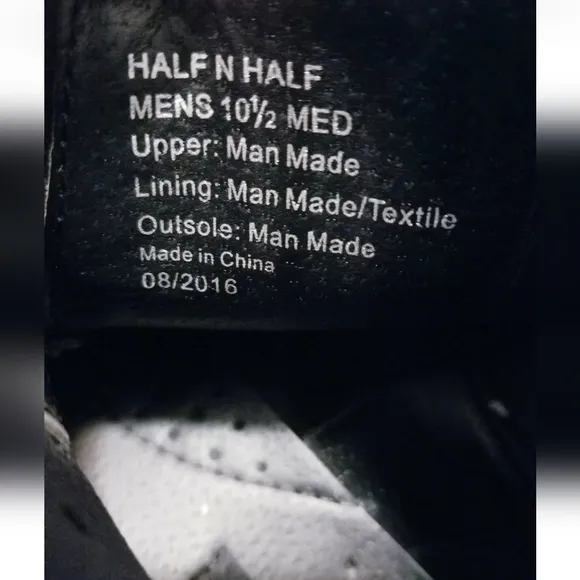 HALF N HALF
MENS 10½ MED
Upper: Man Made
Lining: Man Made/Textile
Outsole: Man Made
Made in China
08/2016